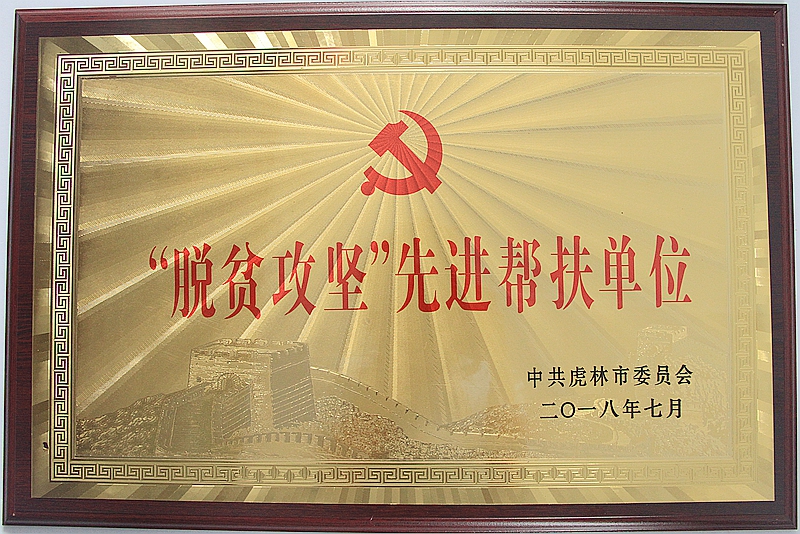 “脱贫攻坚”先进帮扶单位
中共虎林市委员会
二〇一八年七月